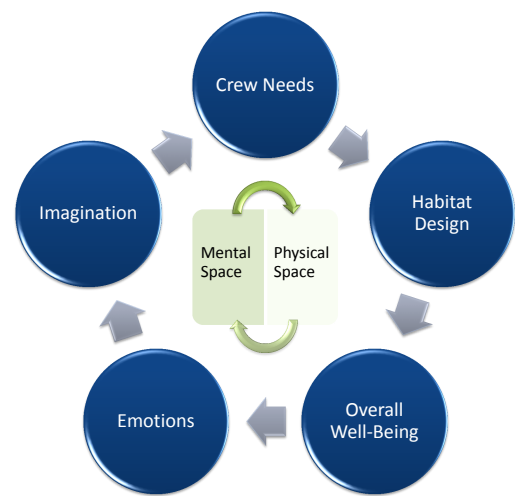 Crew Needs
Habitat
Design
Overall
Well-Being
Emotions
Imagination
Mental
Space
Physical
Space